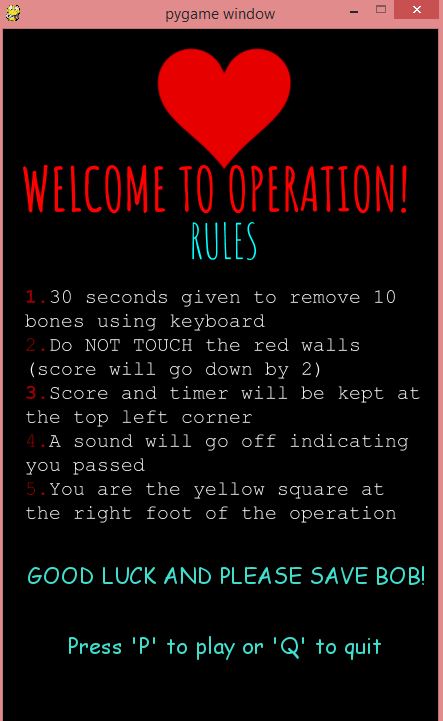 pygame window
WELCOME TO OPERATION!
RULES
1.30 seconds given to remove 10
bones using keyboard
2.Do NOT TOUCH the red walls
(score will go down by 2)
3.Score and timer will be kept at
the top left corner
4.A sound will go off indicating
you passed
5.You are the yellow square at
the right foot of the operation
GOOD LUCK AND PLEASE SAVE BOB!
Press 'P' to play or 'Q' to quit